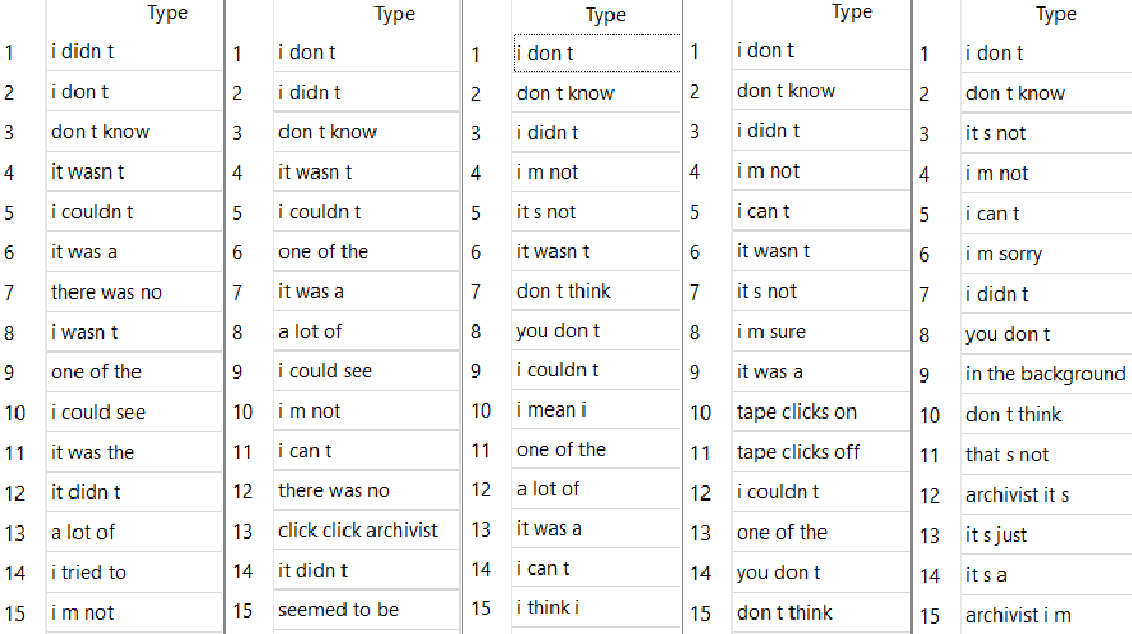 Type Type Type Type Type
1 i didn t 1 i don t 1 i don t 1 i don t 1 i don t
2 i don t 2 i didn t 2 don t know 2 don t know 2 don t know
3 don t know 3 don t know 3 i didn t 3 i didn t 3 it s not
4 it wasn t 4 it wasn t 4 i m not 4 i m not 4 i m not
5 i couldn t 5 i couldn t 5 it s not 5 i can t 5 i can t
6 it was a 6 one of the 6 it wasn t 6 it wasn t 6 i m sorry
7 there was no 7 it was a 7 don t think 7 it s not 7 i didn t
8 i wasn t 8 a lot of 8 you don t 8 i m sure 8 you don t
9 one of the 9 i could see 9 i couldn t 9 it was a 9 in the background
10 i could see 10 i m not 10 i mean i 10 tape clicks on 10 don t think
11 it was the 11 i can t 11 one of the 11 tape clicks off 11 that s not
12 it didn t 12 there was no 12 a lot of 12 i couldn t 12 archivist it s
13 a lot of 13 click click archivist 13 it was a 13 one of the 13 it s just
14 i tried to 14 it didn t 14 i can t 14 you don t 14 it s a
15 i m not 15 seemed to be 15 i think i 15 don t think 15 archivist i m